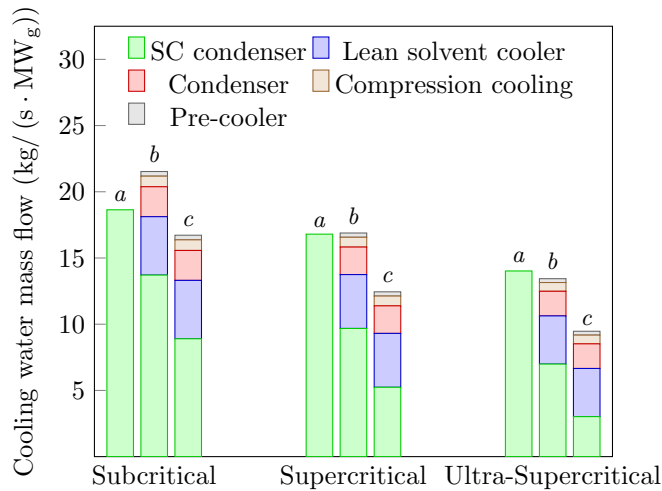 Cooling water mass flow (kg/ (s · MWg))
30
25
20
15
10
5
SC condenser
Lean solvent cooler
Condenser
Compression cooling
Pre-cooler
a
b
c
a
b
c
a
b
c
Subcritical
Supercritical
Ultra-Supercritical